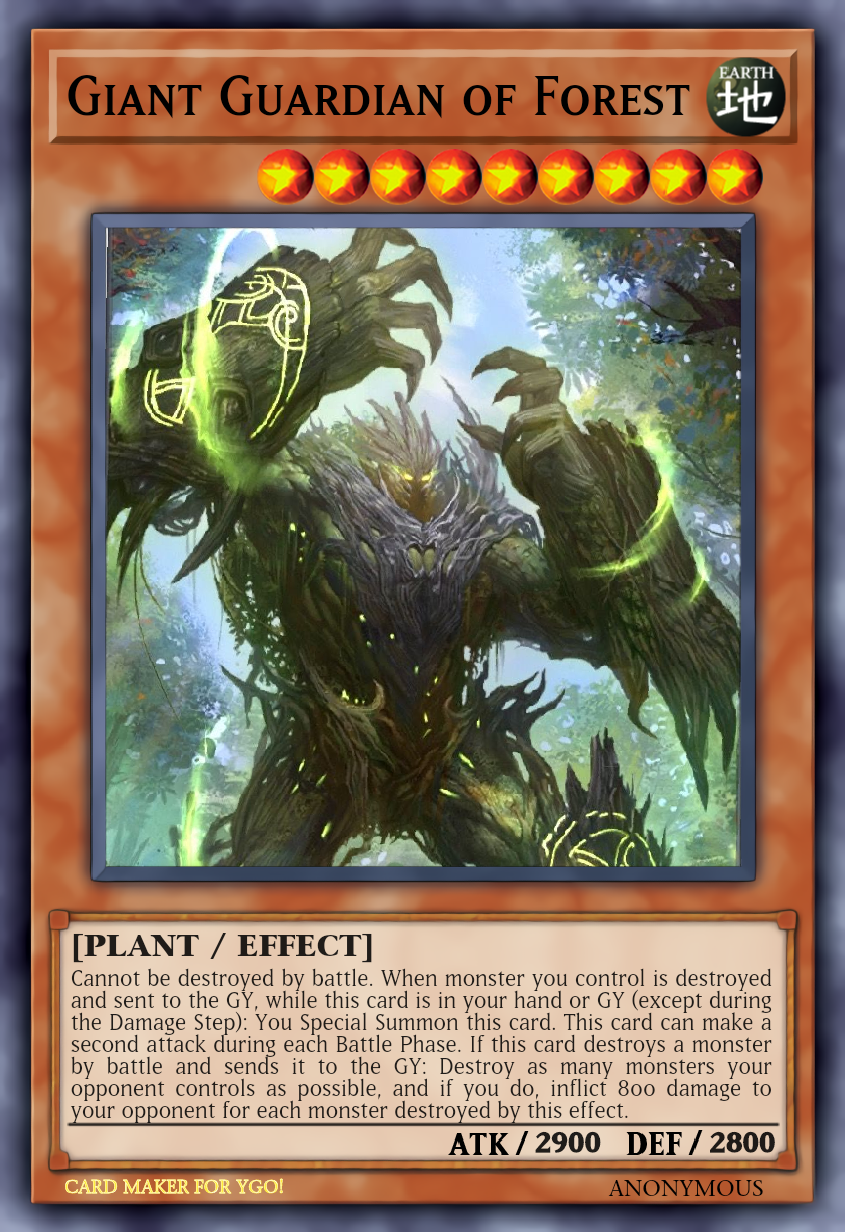 GIANT GUARDIAN OF FOREST
EARTH
地
[PLANT / EFFECT]
Cannot be destroyed by battle. When monster you control is destroyed
and sent to the GY, while this card is in your hand or GY (except during
the Damage Step): You Special Summon this card. This card can make a
second attack during each Battle Phase. If this card destroys a monster
by battle and sends it to the GY: Destroy as many monsters your
opponent controls as possible, and if you do, inflict 800 damage to
your opponent for each monster destroyed by this effect.
ATK / 2900 DEF / 2800
CARD MAKER FOR YGO!
ANONYMOUS